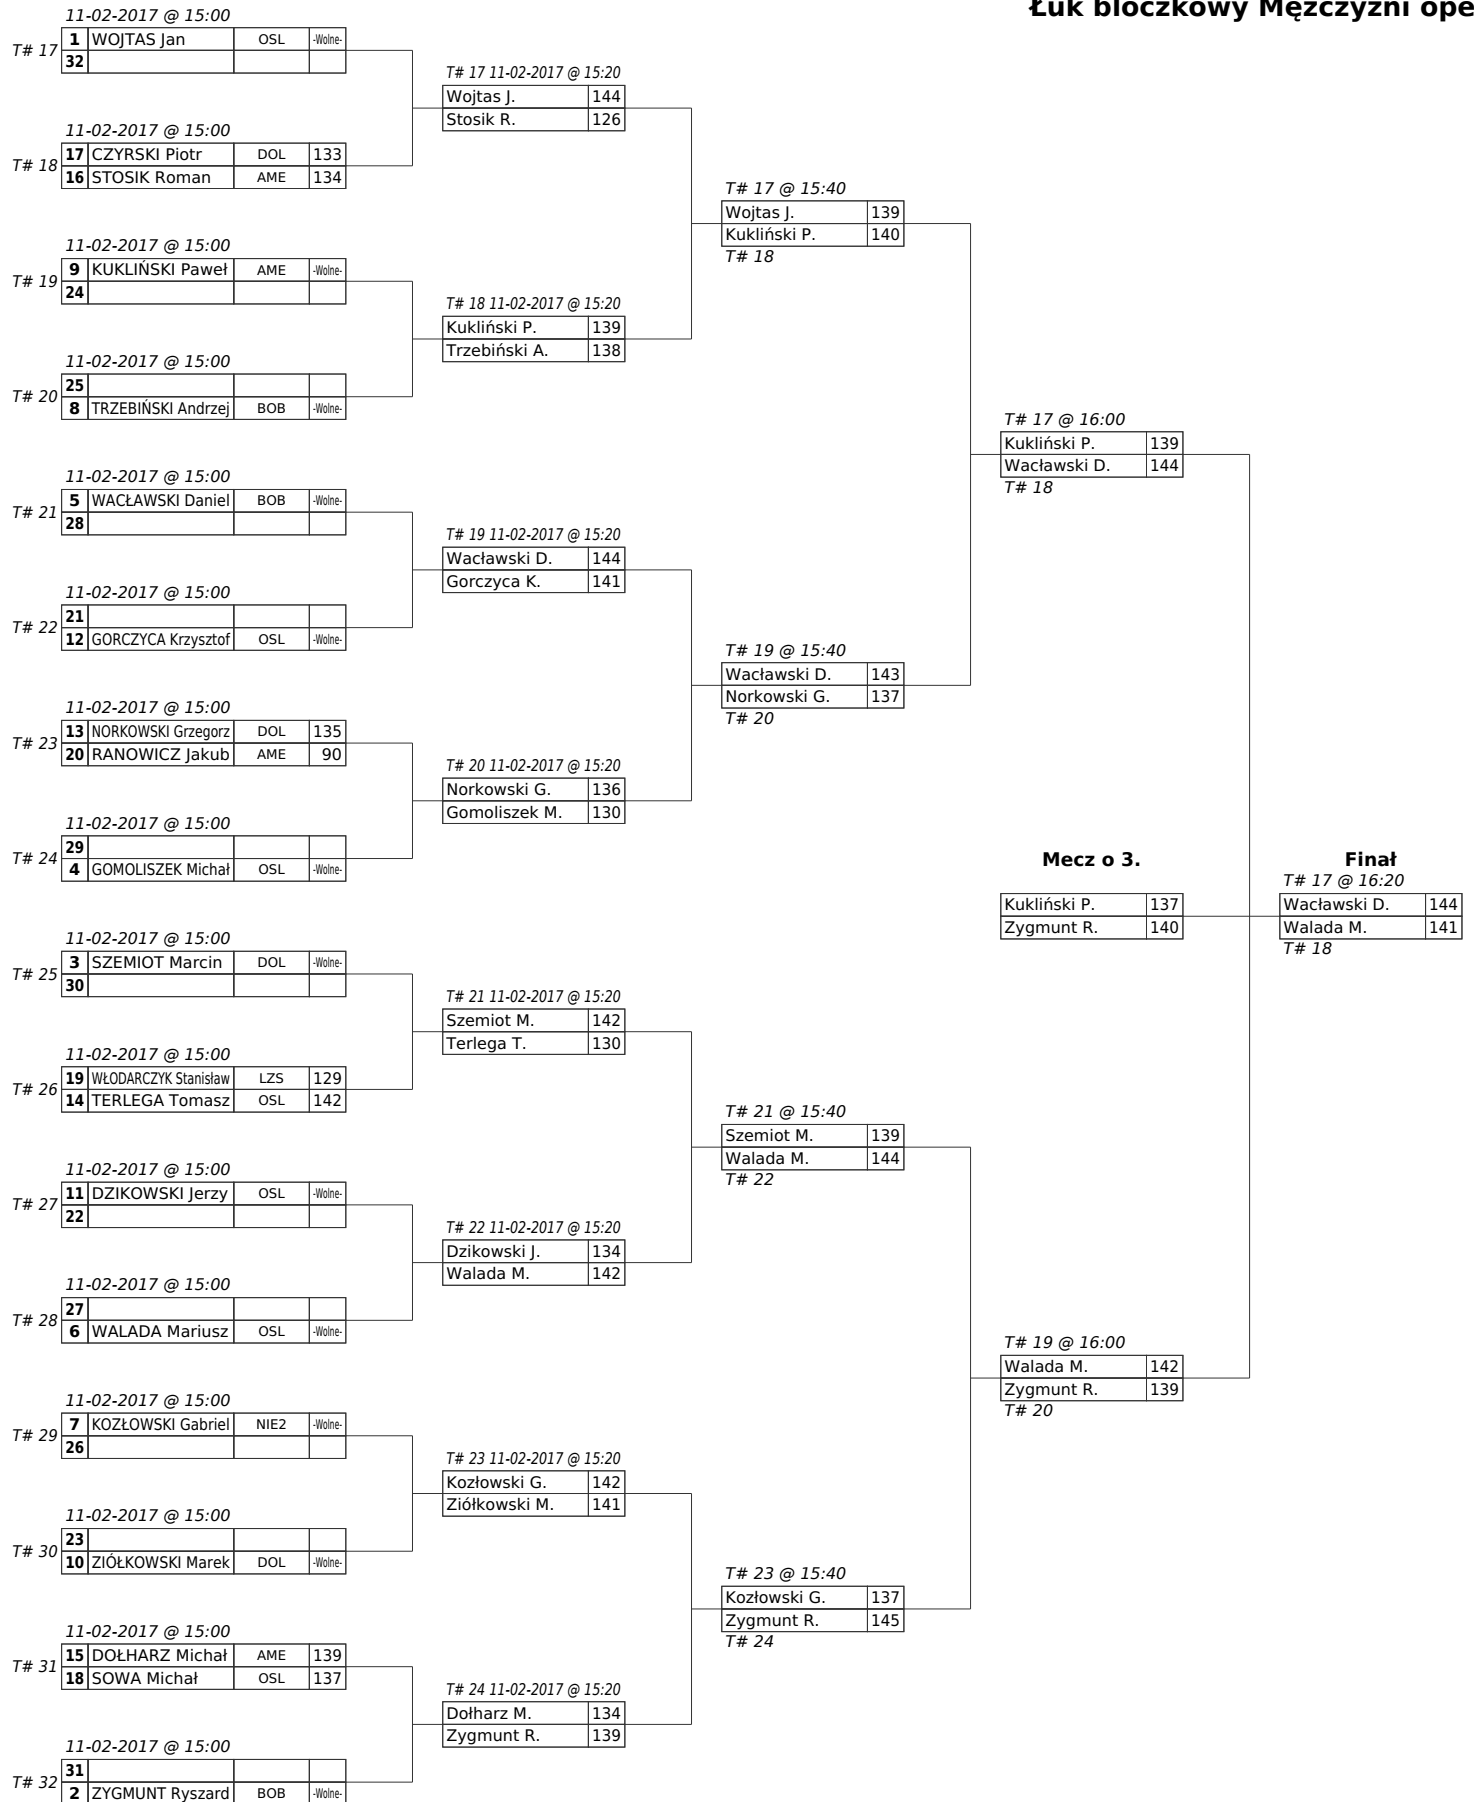 Łuk bloczkowy Mężczyźni ope
11-02-2017 @ 15:00
T# 17
1 WOJTAS Jan OSL -Wolne-
32
11-02-2017 @ 15:00
T# 18
17 CZYRSKI Piotr DOL 133
16 STOSIK Roman AME 134
11-02-2017 @ 15:00
T# 19
9 KUKLIŃSKI Paweł AME -Wolne-
24
11-02-2017 @ 15:00
T# 20
25
8 TRZEBIŃSKI Andrzej BOB -Wolne-
11-02-2017 @ 15:00
T# 21
5 WACŁAWSKI Daniel BOB -Wolne-
28
11-02-2017 @ 15:00
T# 22
21
12 GORCZYCA Krzysztof OSL -Wolne-
11-02-2017 @ 15:00
T# 23
13 NORKOWSKI Grzegorz DOL 135
20 RANOWICZ Jakub AME 90
11-02-2017 @ 15:00
T# 24
29
4 GOMOLISZEK Michał OSL -Wolne-
11-02-2017 @ 15:00
T# 25
3 SZEMIOT Marcin DOL -Wolne-
30
11-02-2017 @ 15:00
T# 26
19 WŁODARCZYK Stanisław LZS 129
14 TERLEGA Tomasz OSL 142
11-02-2017 @ 15:00
T# 27
11 DZIKOWSKI Jerzy OSL -Wolne-
22
11-02-2017 @ 15:00
T# 28
27
6 WALADA Mariusz OSL -Wolne-
11-02-2017 @ 15:00
T# 29
7 KOZŁOWSKI Gabriel NIE2 -Wolne-
26
11-02-2017 @ 15:00
T# 30
23
10 ZIÓŁKOWSKI Marek DOL -Wolne-
11-02-2017 @ 15:00
T# 31
15 DOŁHARZ Michał AME 139
18 SOWA Michał OSL 137
11-02-2017 @ 15:00
T# 32
31
2 ZYGMUNT Ryszard BOB -Wolne-
T# 17 11-02-2017 @ 15:20
Wojtas J. 144
Stosik R. 126
T# 18 11-02-2017 @ 15:20
Kukliński P. 139
Trzebiński A. 138
T# 19 11-02-2017 @ 15:20
Wacławski D. 144
Gorczyca K. 141
T# 20 11-02-2017 @ 15:20
Norkowski G. 136
Gomoliszek M. 130
T# 21 11-02-2017 @ 15:20
Szemiot M. 142
Terlega T. 130
T# 22 11-02-2017 @ 15:20
Dzikowski J. 134
Walada M. 142
T# 23 11-02-2017 @ 15:20
Kozłowski G. 142
Ziółkowski M. 141
T# 24 11-02-2017 @ 15:20
Dołharz M. 134
Zygmunt R. 139
T# 17 @ 15:40
Wojtas J. 139
Kukliński P. 140
T# 18
T# 19 @ 15:40
Wacławski D. 143
Norkowski G. 137
T# 20
T# 21 @ 15:40
Szemiot M. 139
Walada M. 144
T# 22
T# 23 @ 15:40
Kozłowski G. 137
Zygmunt R. 145
T# 24
T# 17 @ 16:00
Kukliński P. 139
Wacławski D. 144
T# 18
Mecz o 3.
Kukliński P. 137
Zygmunt R. 140
T# 19 @ 16:00
Walada M. 142
Zygmunt R. 139
T# 20
Finał
T# 17 @ 16:20
Wacławski D. 144
Walada M. 141
T# 18